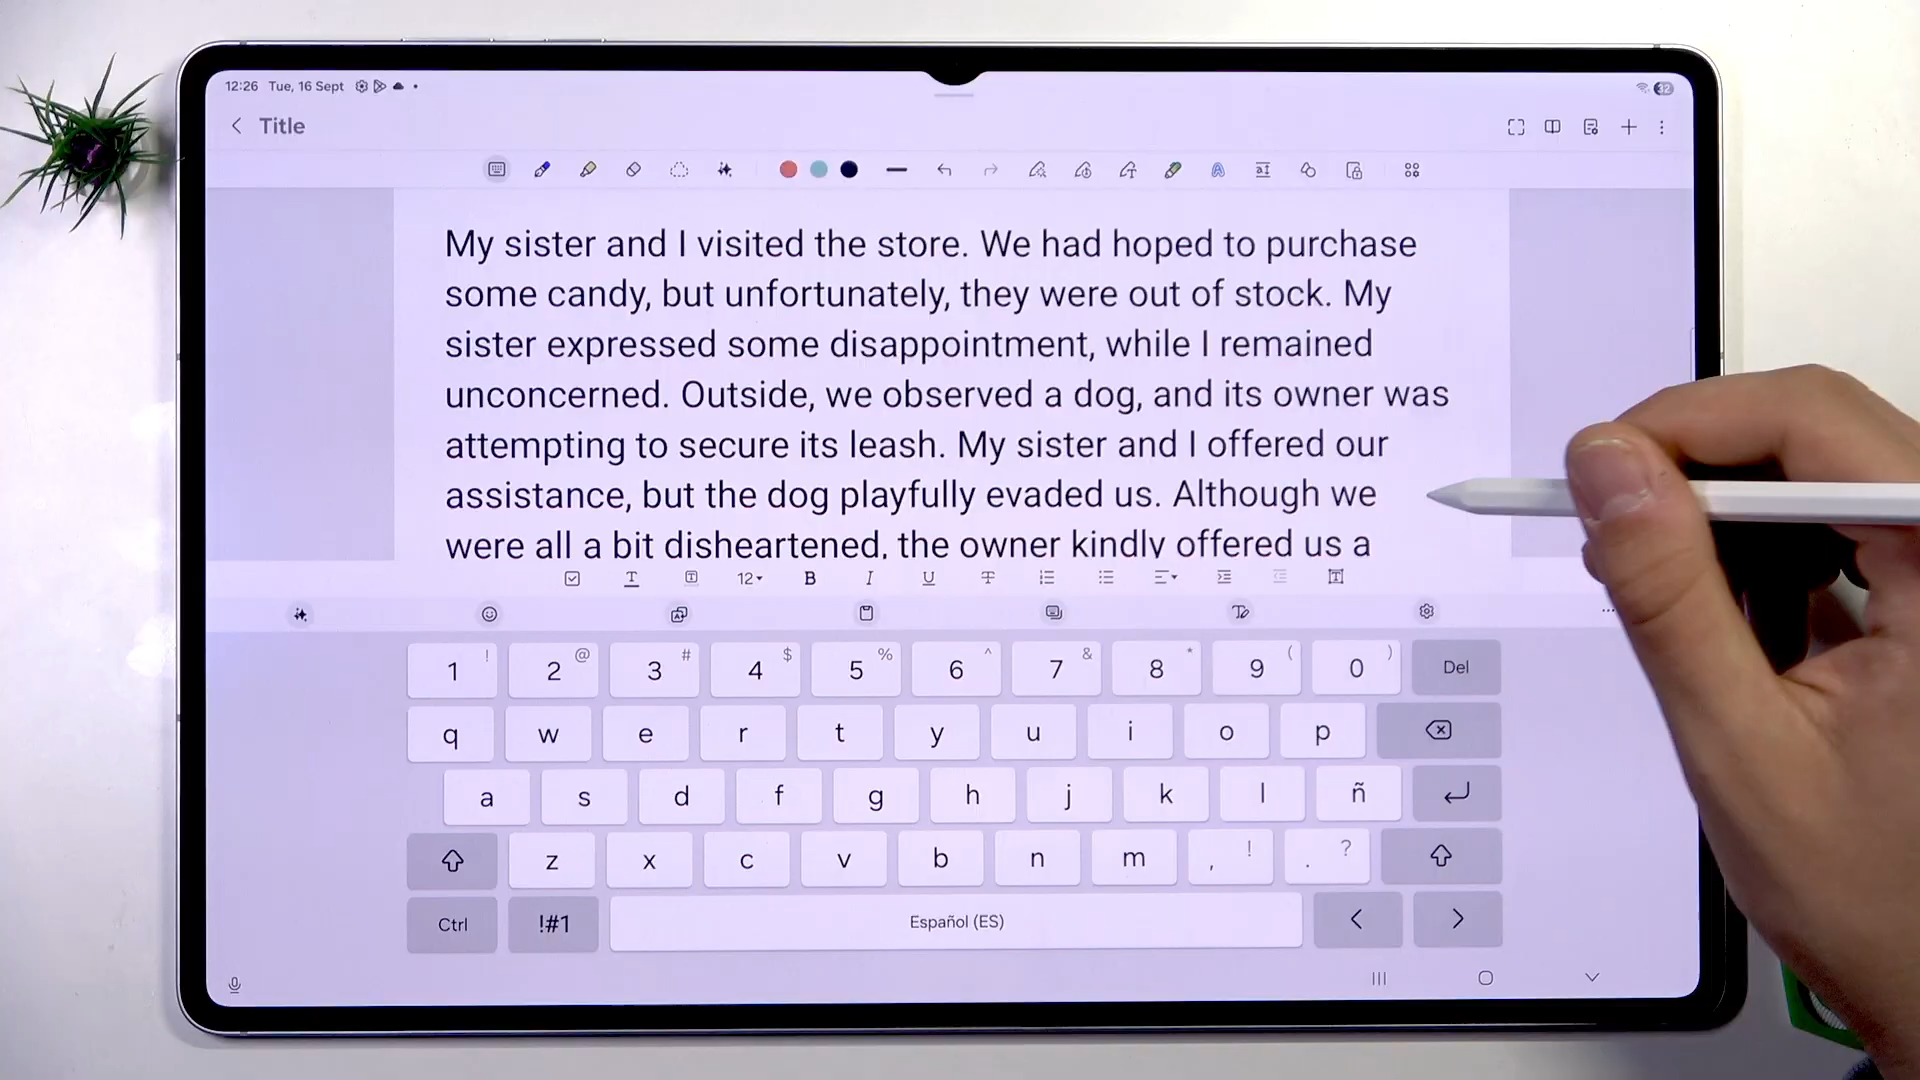 12:26 Tue, 16 Sept
32
Title
My sister and I visited the store. We had hoped to purchase
some candy, but unfortunately, they were out of stock. My
sister expressed some disappointment, while I remained
unconcerned. Outside, we observed a dog, and its owner was
attempting to secure its leash. My sister and I offered our
assistance, but the dog playfully evaded us. Although we
were all a bit disheartened, the owner kindly offered us a
12 B I U T
1 ! 2 @ 3 # 4 $ 5 % 6 ^ 7 & 8 * 9 ( 0 ) Del
q w e r t y u i o p
a s d f g h j k l ñ
z x c v b n m , ! . ?
Ctrl !#1 Español (ES) < >